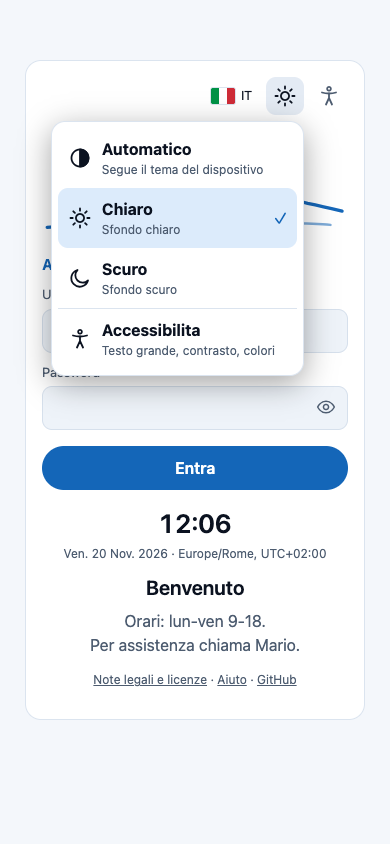 IT
Automatico
Segue il tema del dispositivo
Chiaro
Sfondo chiaro
Scuro
Sfondo scuro
Accessibilita
Testo grande, contrasto, colori
Entra
12:06
Ven. 20 Nov. 2026 · Europe/Rome, UTC+02:00
Benvenuto
Orari: lun-ven 9-18.
Per assistenza chiama Mario.
Note legali e licenze · Aiuto · GitHub